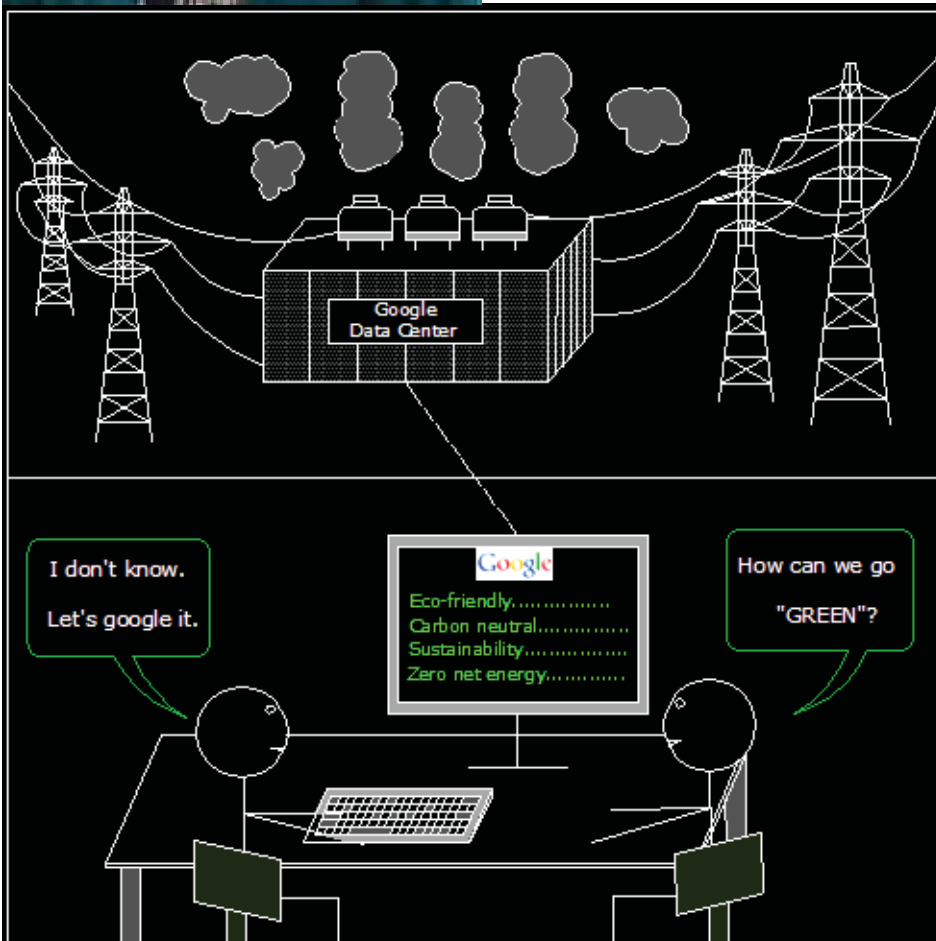 Google
Data Center
I don't know.
Let's google it.
Google
Eco-friendly...............
Carbon neutral..............
Sustainability................
Zero net energy............
How can we go
"GREEN"?